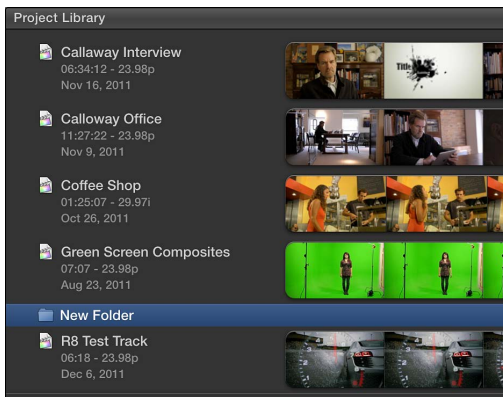 Project Library
Callaway Interview
06:34:12 - 23.98p
Nov 16, 2011
Title
Calloway Office
11:27:22 - 23.98p
Nov 9, 2011
Coffee Shop
01:25:07 - 29.97i
Oct 26, 2011
Green Screen Composites
07:07 - 23.98p
Aug 23, 2011
New Folder
R8 Test Track
06:18 - 23.98p
Dec 6, 2011